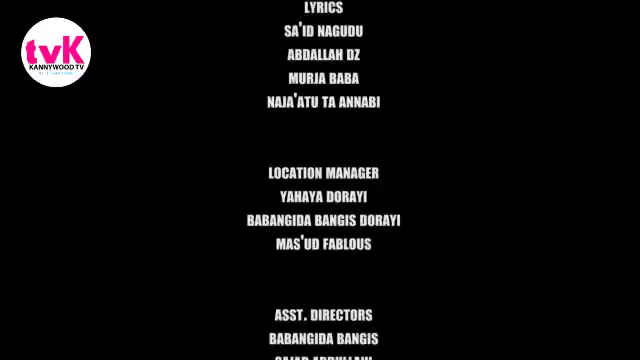 tvK
KANNYWOOD TV
LYRICS
SA'ID NAGUDU
ABDALLAH DZ
MURJA BABA
NAJA'ATU TA ANNABI
LOCATION MANAGER
YAHAYA DORAYI
BABANGIDA BANGIS DORAYI
MAS'UD FABLOUS
ASST. DIRECTORS
BABANGIDA BANGIS